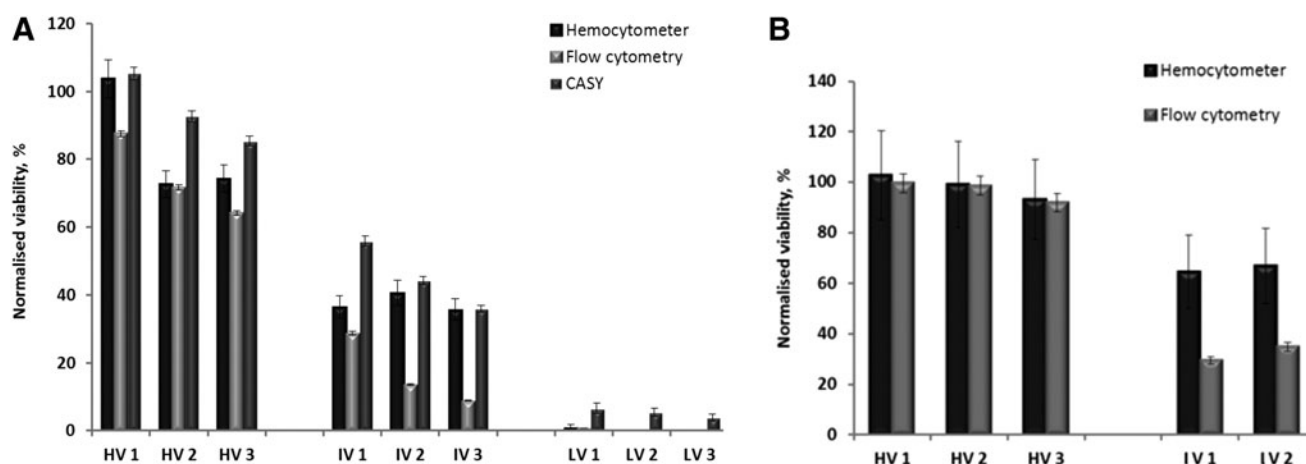 A
Normalised viability, %
120
100
80
60
40
20
0
Hemocytometer
Flow cytometry
CASY
HV 1 HV 2 HV 3 IV 1 IV 2 IV 3 LV 1 LV 2 LV 3
B
Normalised viability, %
140
120
100
80
60
40
20
0
Hemocytometer
Flow cytometry
HV 1 HV 2 HV 3 LV 1 LV 2